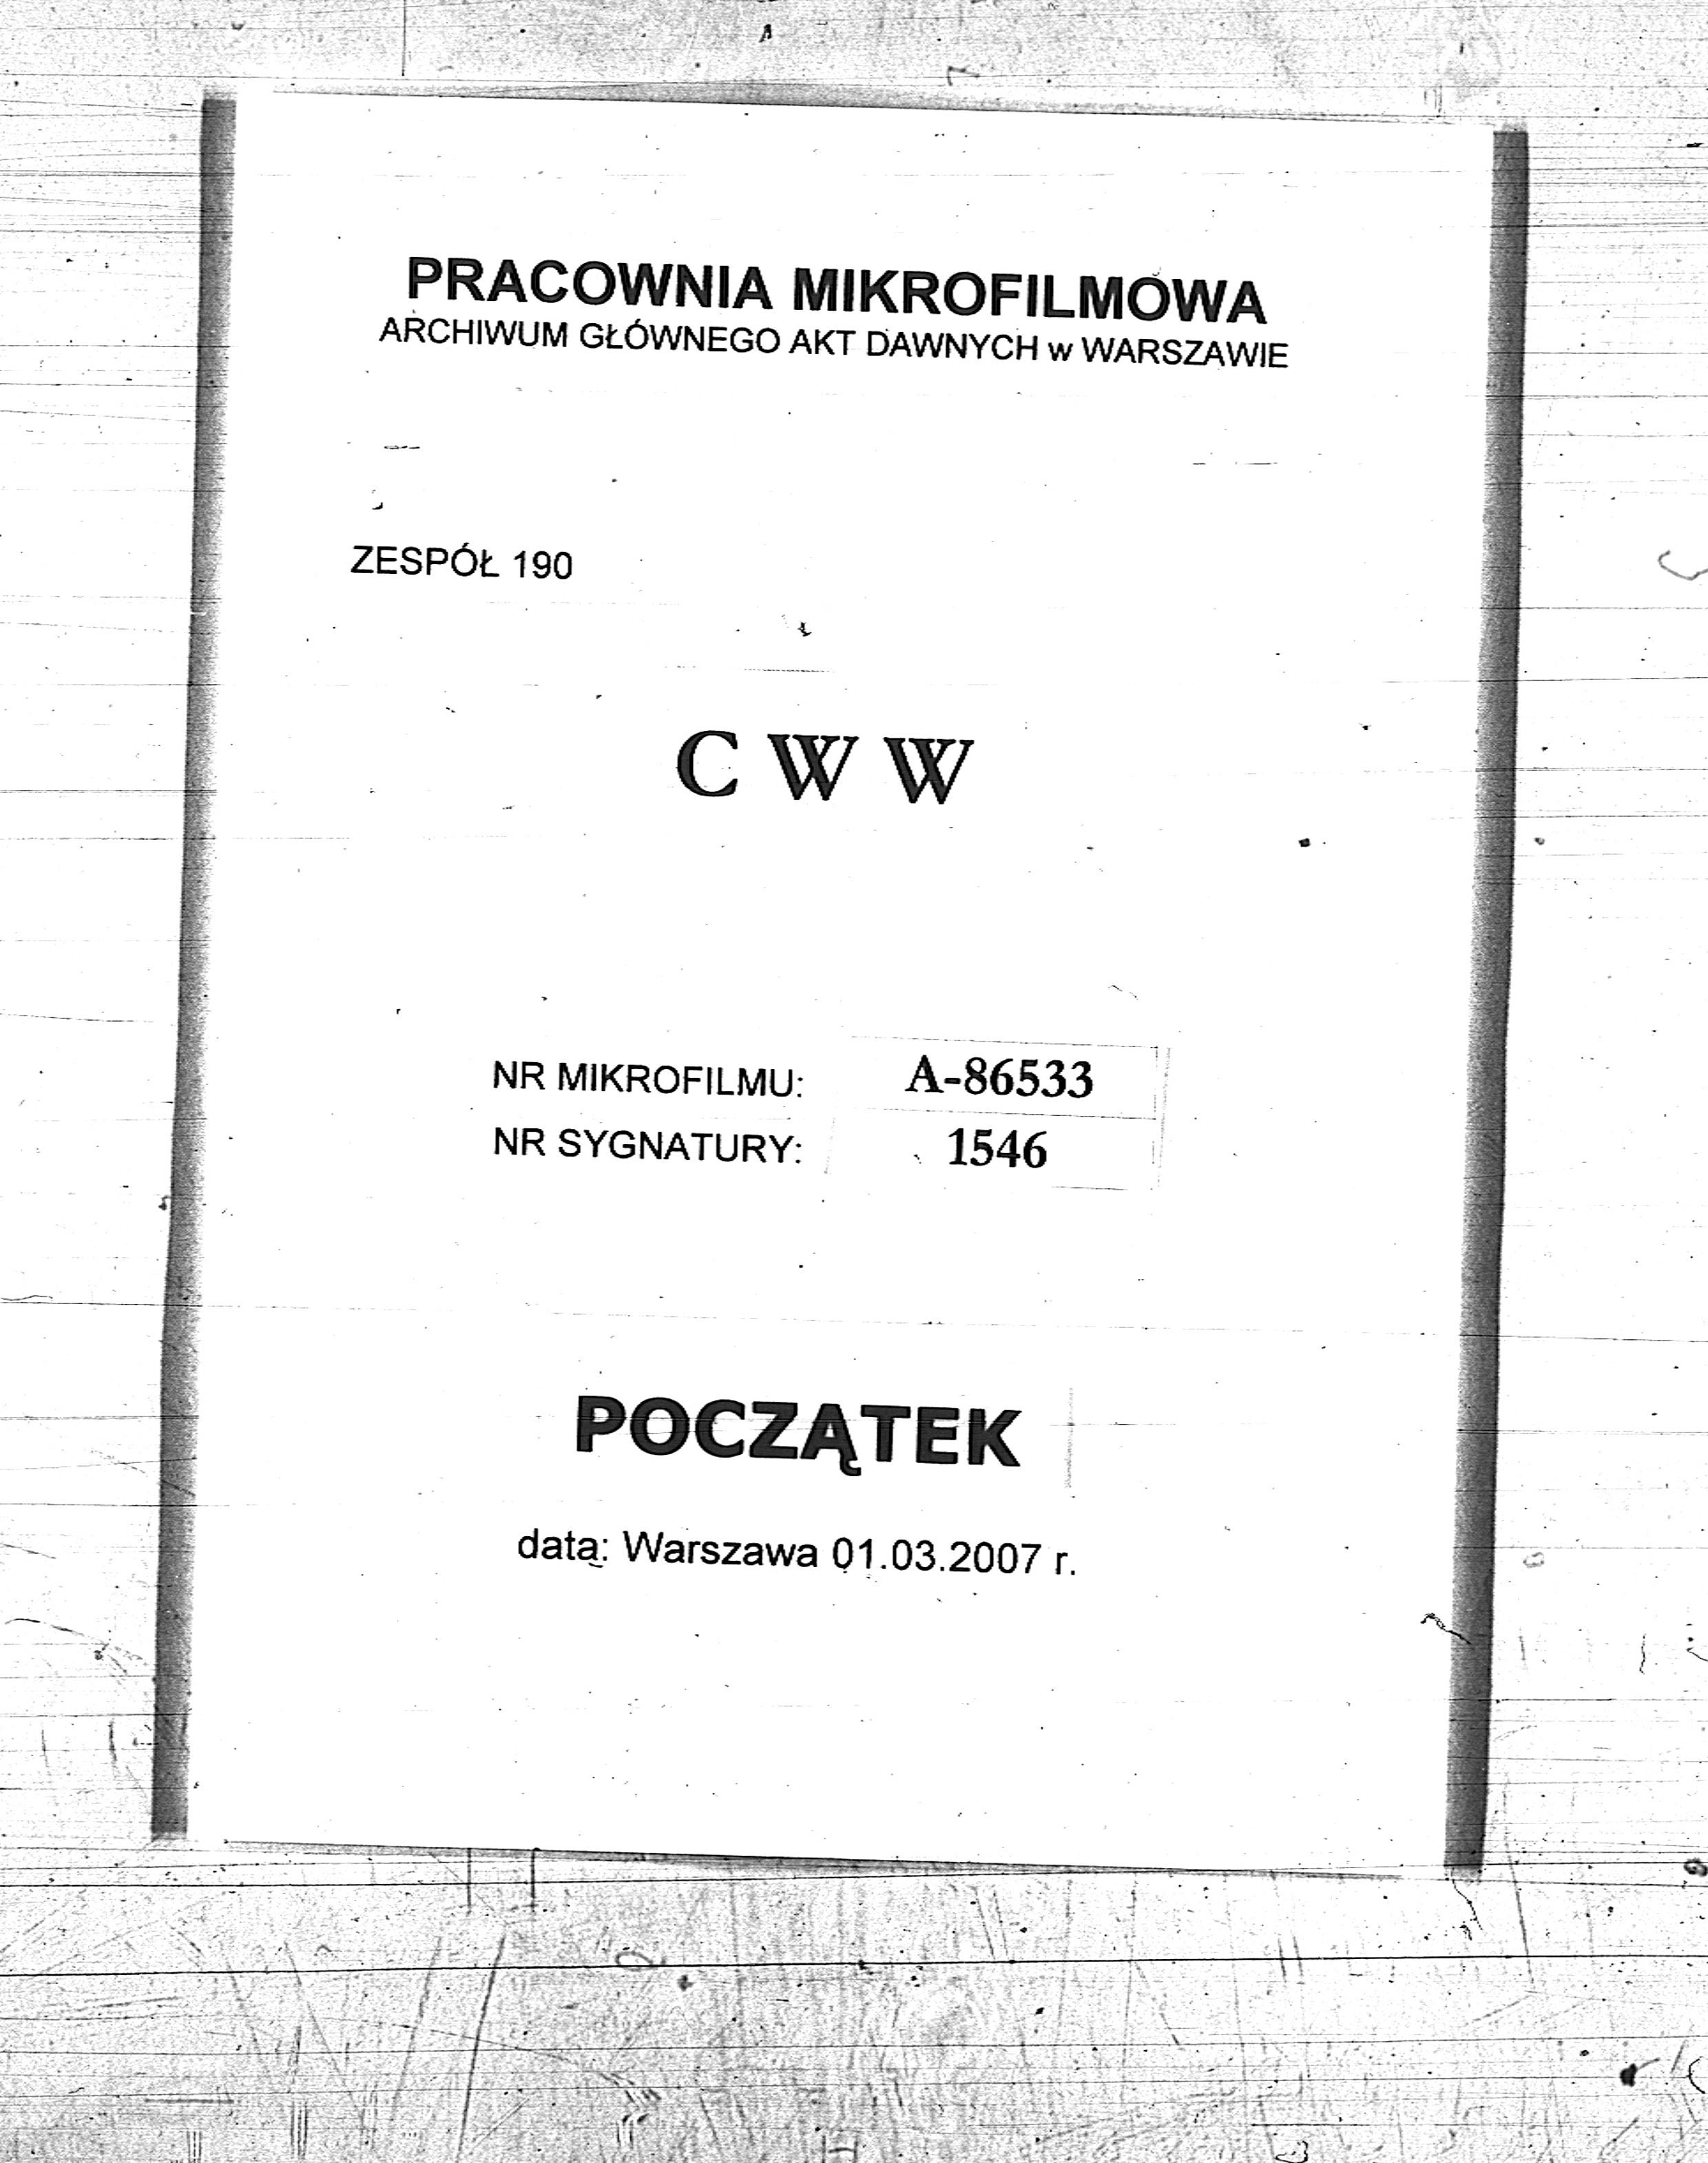 PRACOWNIA MIKROFILMOWA
ARCHIWUM GŁÓWNEGO AKT DAWNYCH w WARSZAWIE
ZESPÓŁ 190
C W W
NR MIKROFILMU: A-86533
NR SYGNATURY: 1546
POCZĄTEK
data: Warszawa 01.03.2007 r.